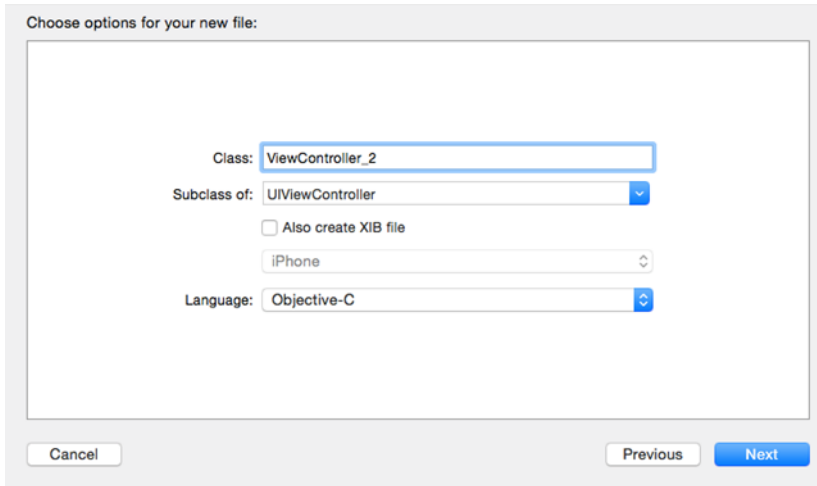 Choose options for your new file:
Class: ViewController_2
Subclass of: UIViewController
Also create XIB file
iPhone
Language: Objective-C
Cancel Previous Next